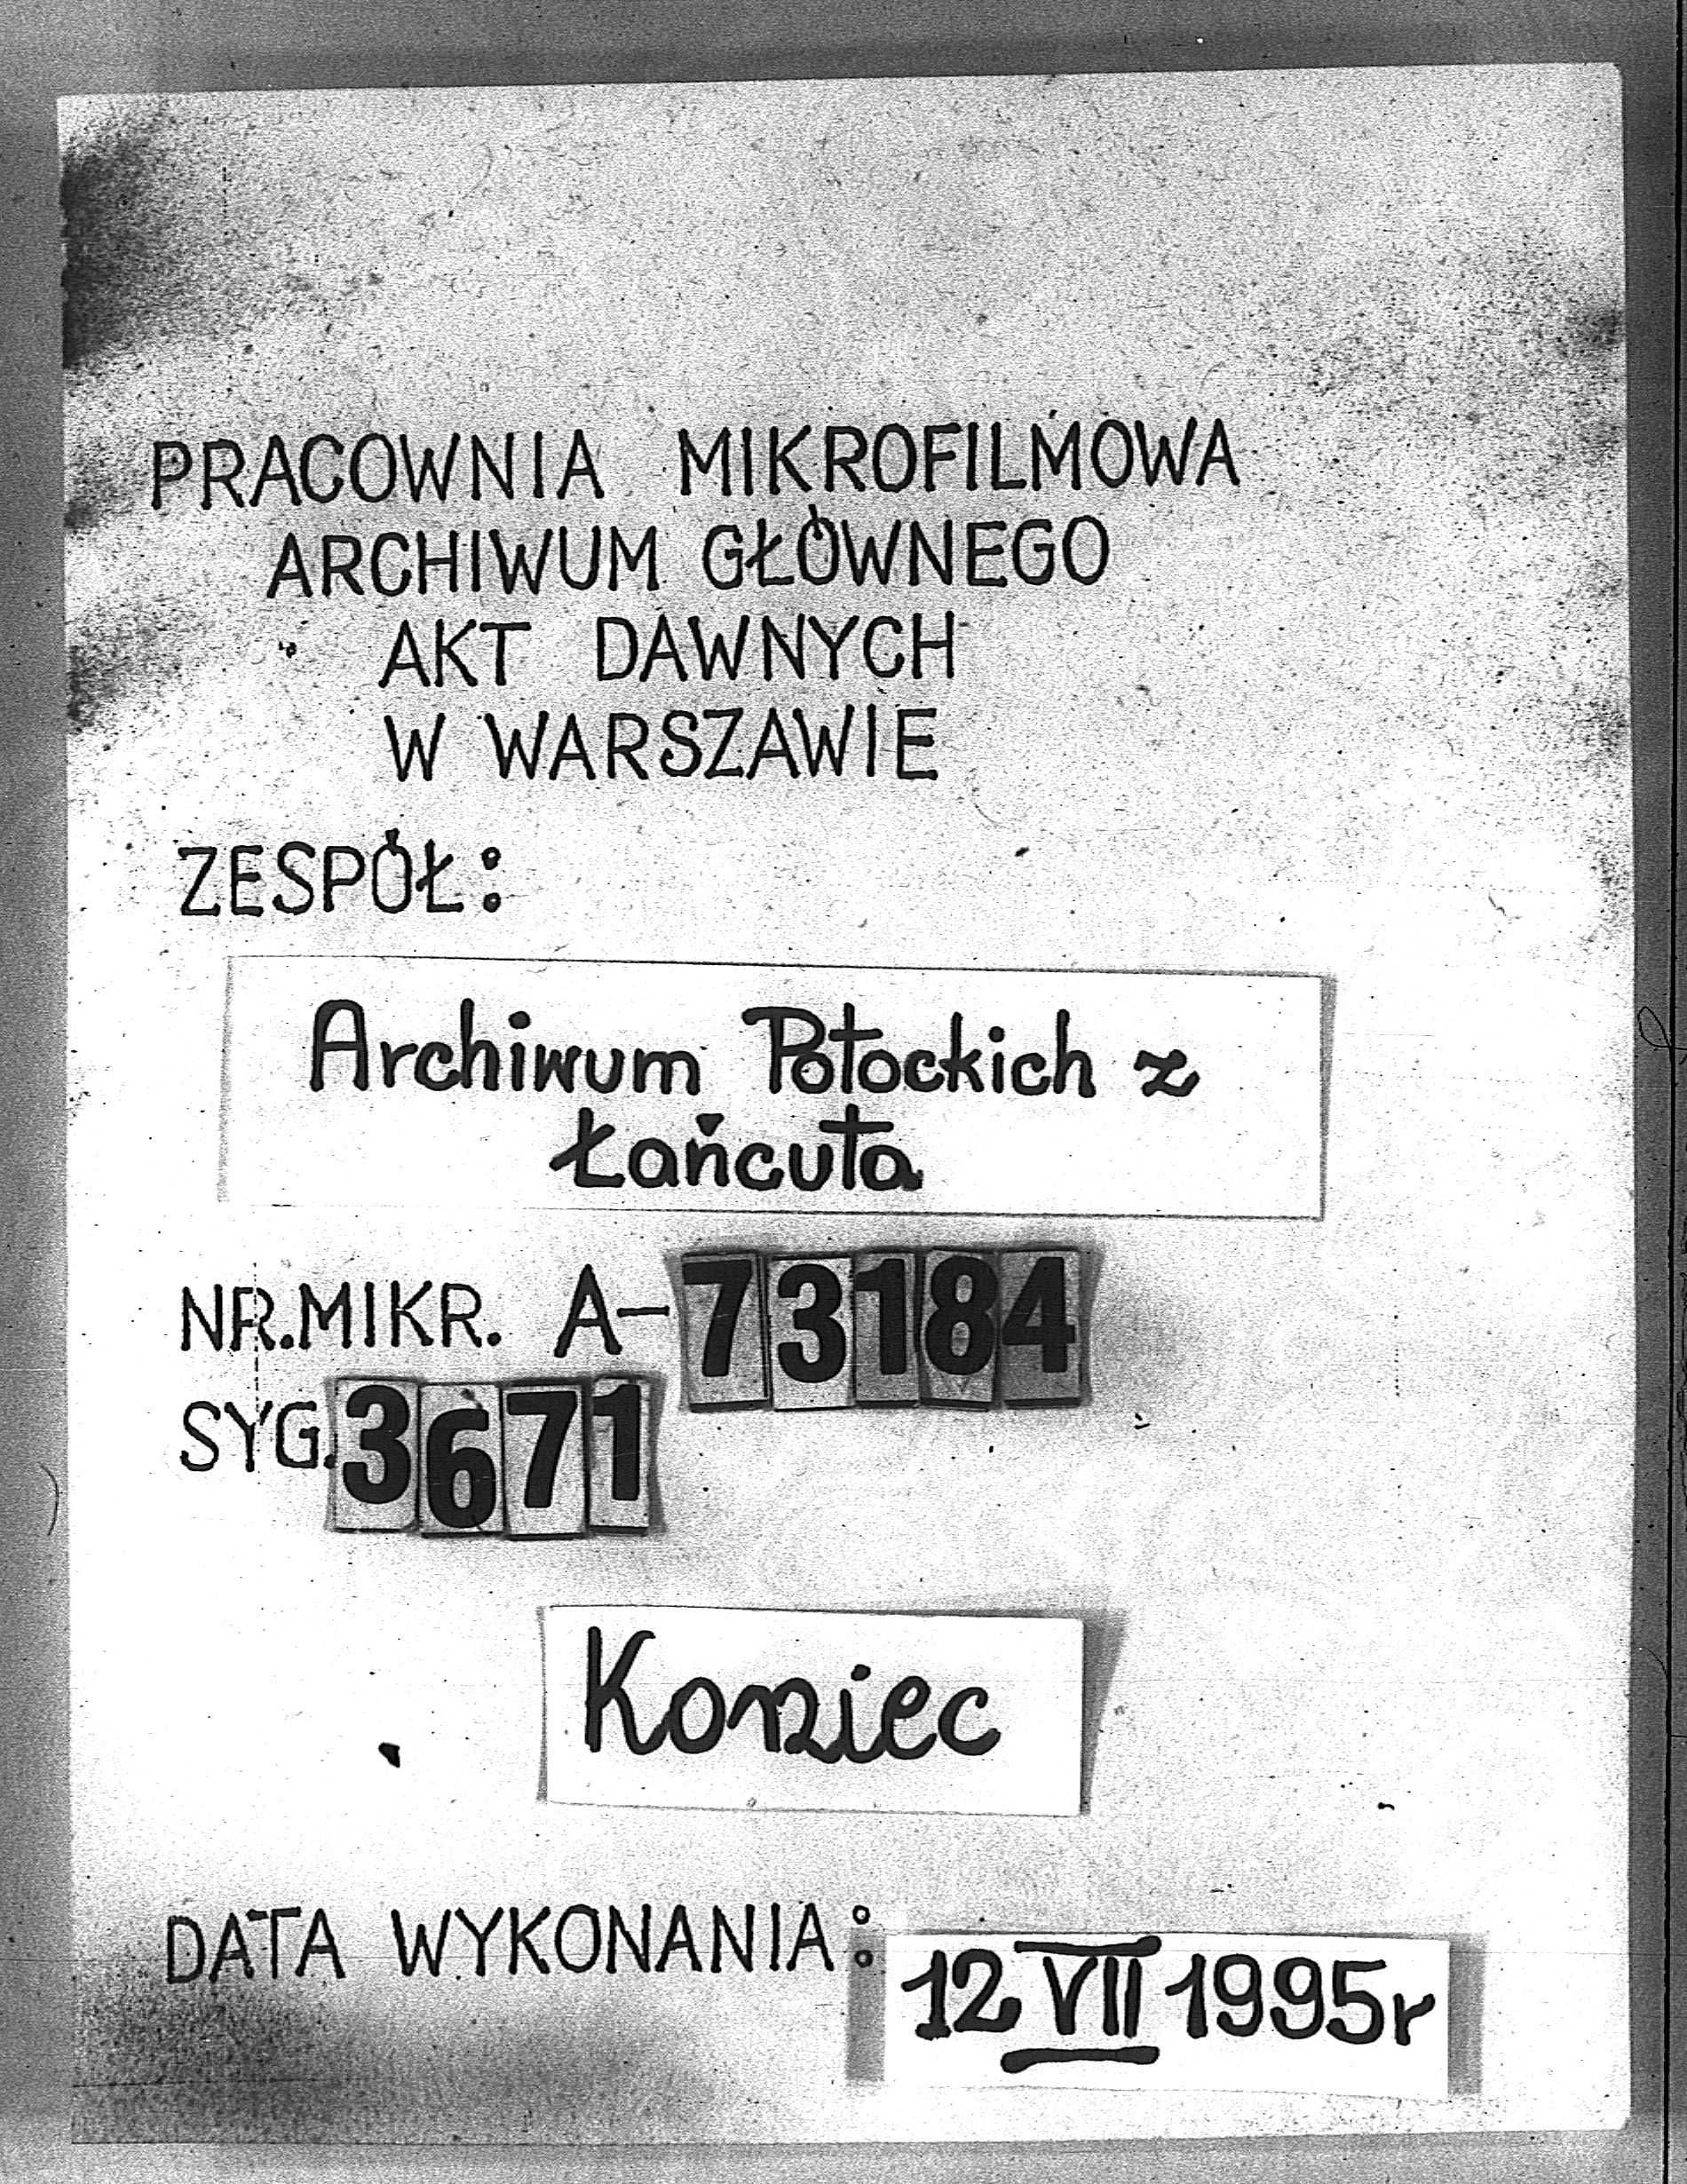 PRACOWNIA MIKROFILMOWA
ARCHIWUM GŁÓWNEGO
AKT DAWNYCH
W WARSZAWIE
ZESPÓŁ:
Archiwum Potockich z
Łańcuta
NR.MIKR. A-73184
SYG.3671
Koniec
DATA WYKONANIA: 12 VII 1995r